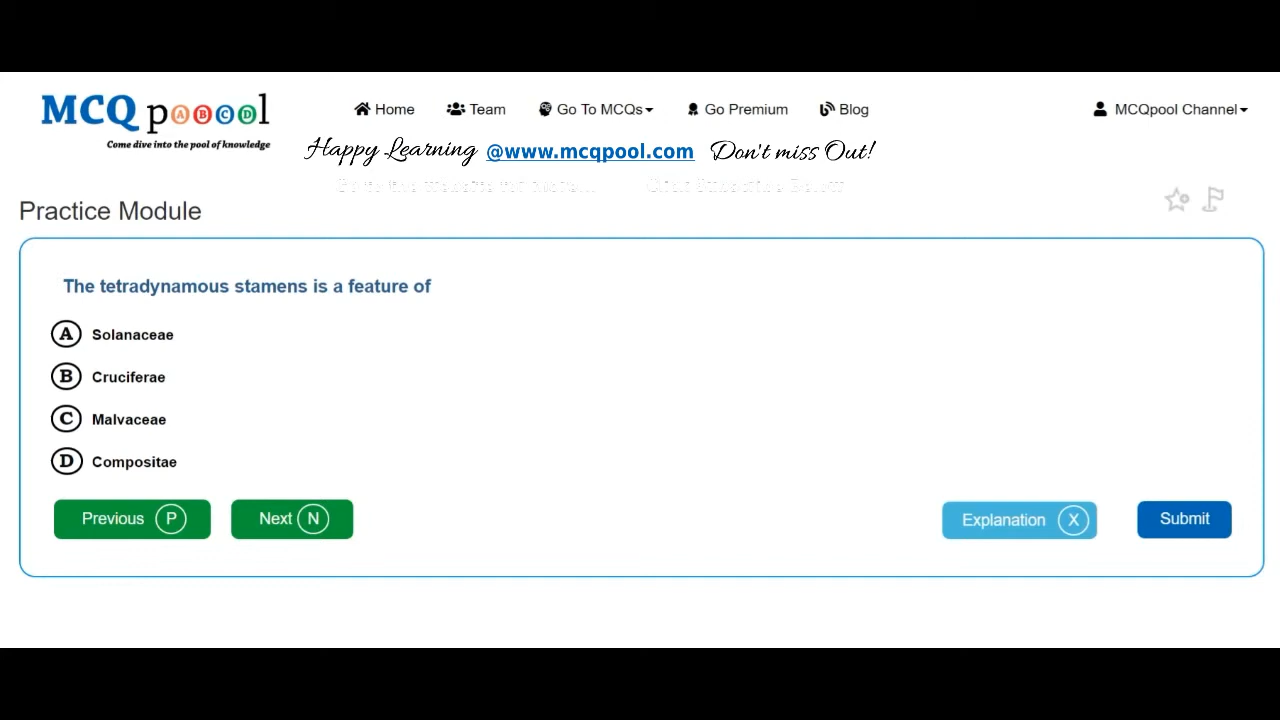 MCQ pooool
Come dive into the pool of knowledge
Home Team Go To MCQs Go Premium Blog MCQpool Channel
Happy Learning @www.mcqpool.com Don't miss Out!
Practice Module
The tetradynamous stamens is a feature of
A Solanaceae
B Cruciferae
C Malvaceae
D Compositae
Previous P Next N Explanation X Submit